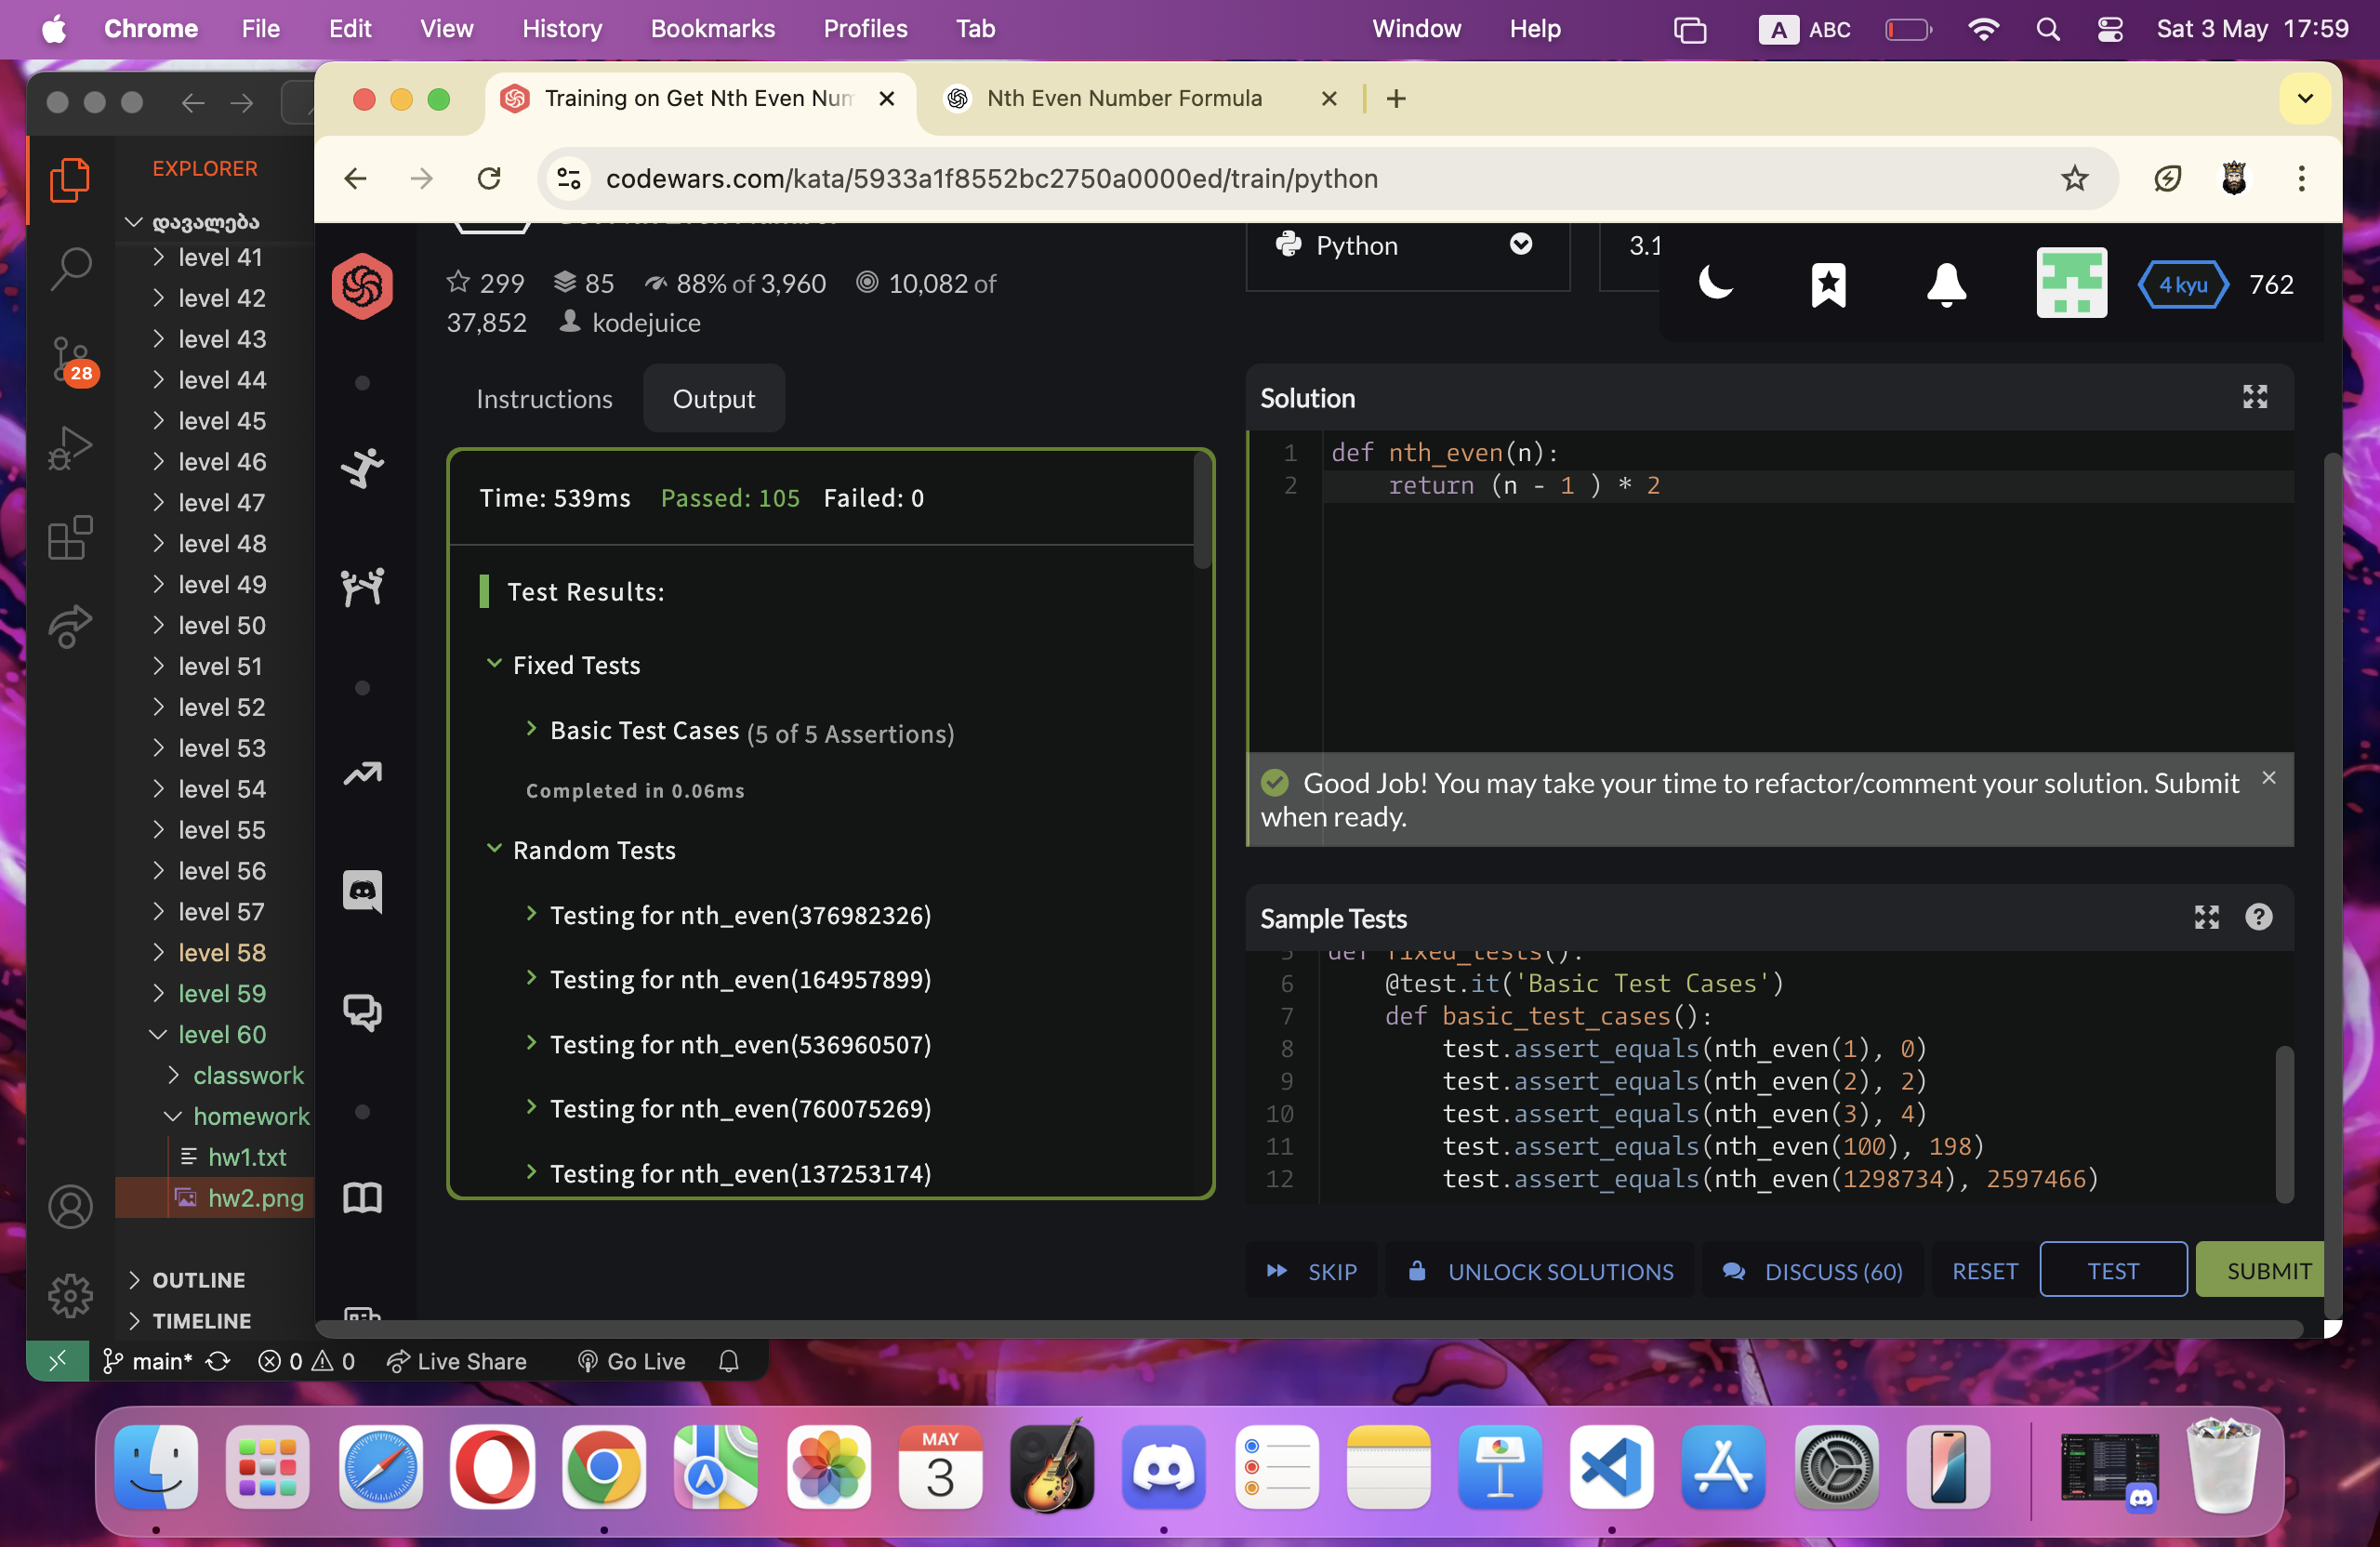 Chrome File Edit View History Bookmarks Profiles Tab Window Help A ABC Sat 3 May 17:59
Training on Get Nth Even Num
Nth Even Number Formula
codewars.com/kata/5933a1f8552bc2750a0000ed/train/python
EXPLORER
დავალება
level 41
level 42
level 43
level 44
level 45
level 46
level 47
level 48
level 49
level 50
level 51
level 52
level 53
level 54
level 55
level 56
level 57
level 58
level 59
level 60
classwork
homework
hw1.txt
hw2.png
OUTLINE
TIMELINE
28
main* 0 0 Live Share Go Live
299 85 88% of 3,960 10,082 of
37,852 kodejuice
Python
3.1
4 kyu 762
Instructions Output
Time: 539ms Passed: 105 Failed: 0
Test Results:
Fixed Tests
Basic Test Cases (5 of 5 Assertions)
Completed in 0.06ms
Random Tests
Testing for nth_even(376982326)
Testing for nth_even(164957899)
Testing for nth_even(536960507)
Testing for nth_even(760075269)
Testing for nth_even(137253174)
Solution
1 def nth_even(n):
2 return (n - 1 ) * 2
Good Job! You may take your time to refactor/comment your solution. Submit
when ready.
Sample Tests
5 def fixed_tests():
6 @test.it('Basic Test Cases')
7 def basic_test_cases():
8 test.assert_equals(nth_even(1), 0)
9 test.assert_equals(nth_even(2), 2)
10 test.assert_equals(nth_even(3), 4)
11 test.assert_equals(nth_even(100), 198)
12 test.assert_equals(nth_even(1298734), 2597466)
SKIP UNLOCK SOLUTIONS DISCUSS (60) RESET TEST SUBMIT
MAY
3